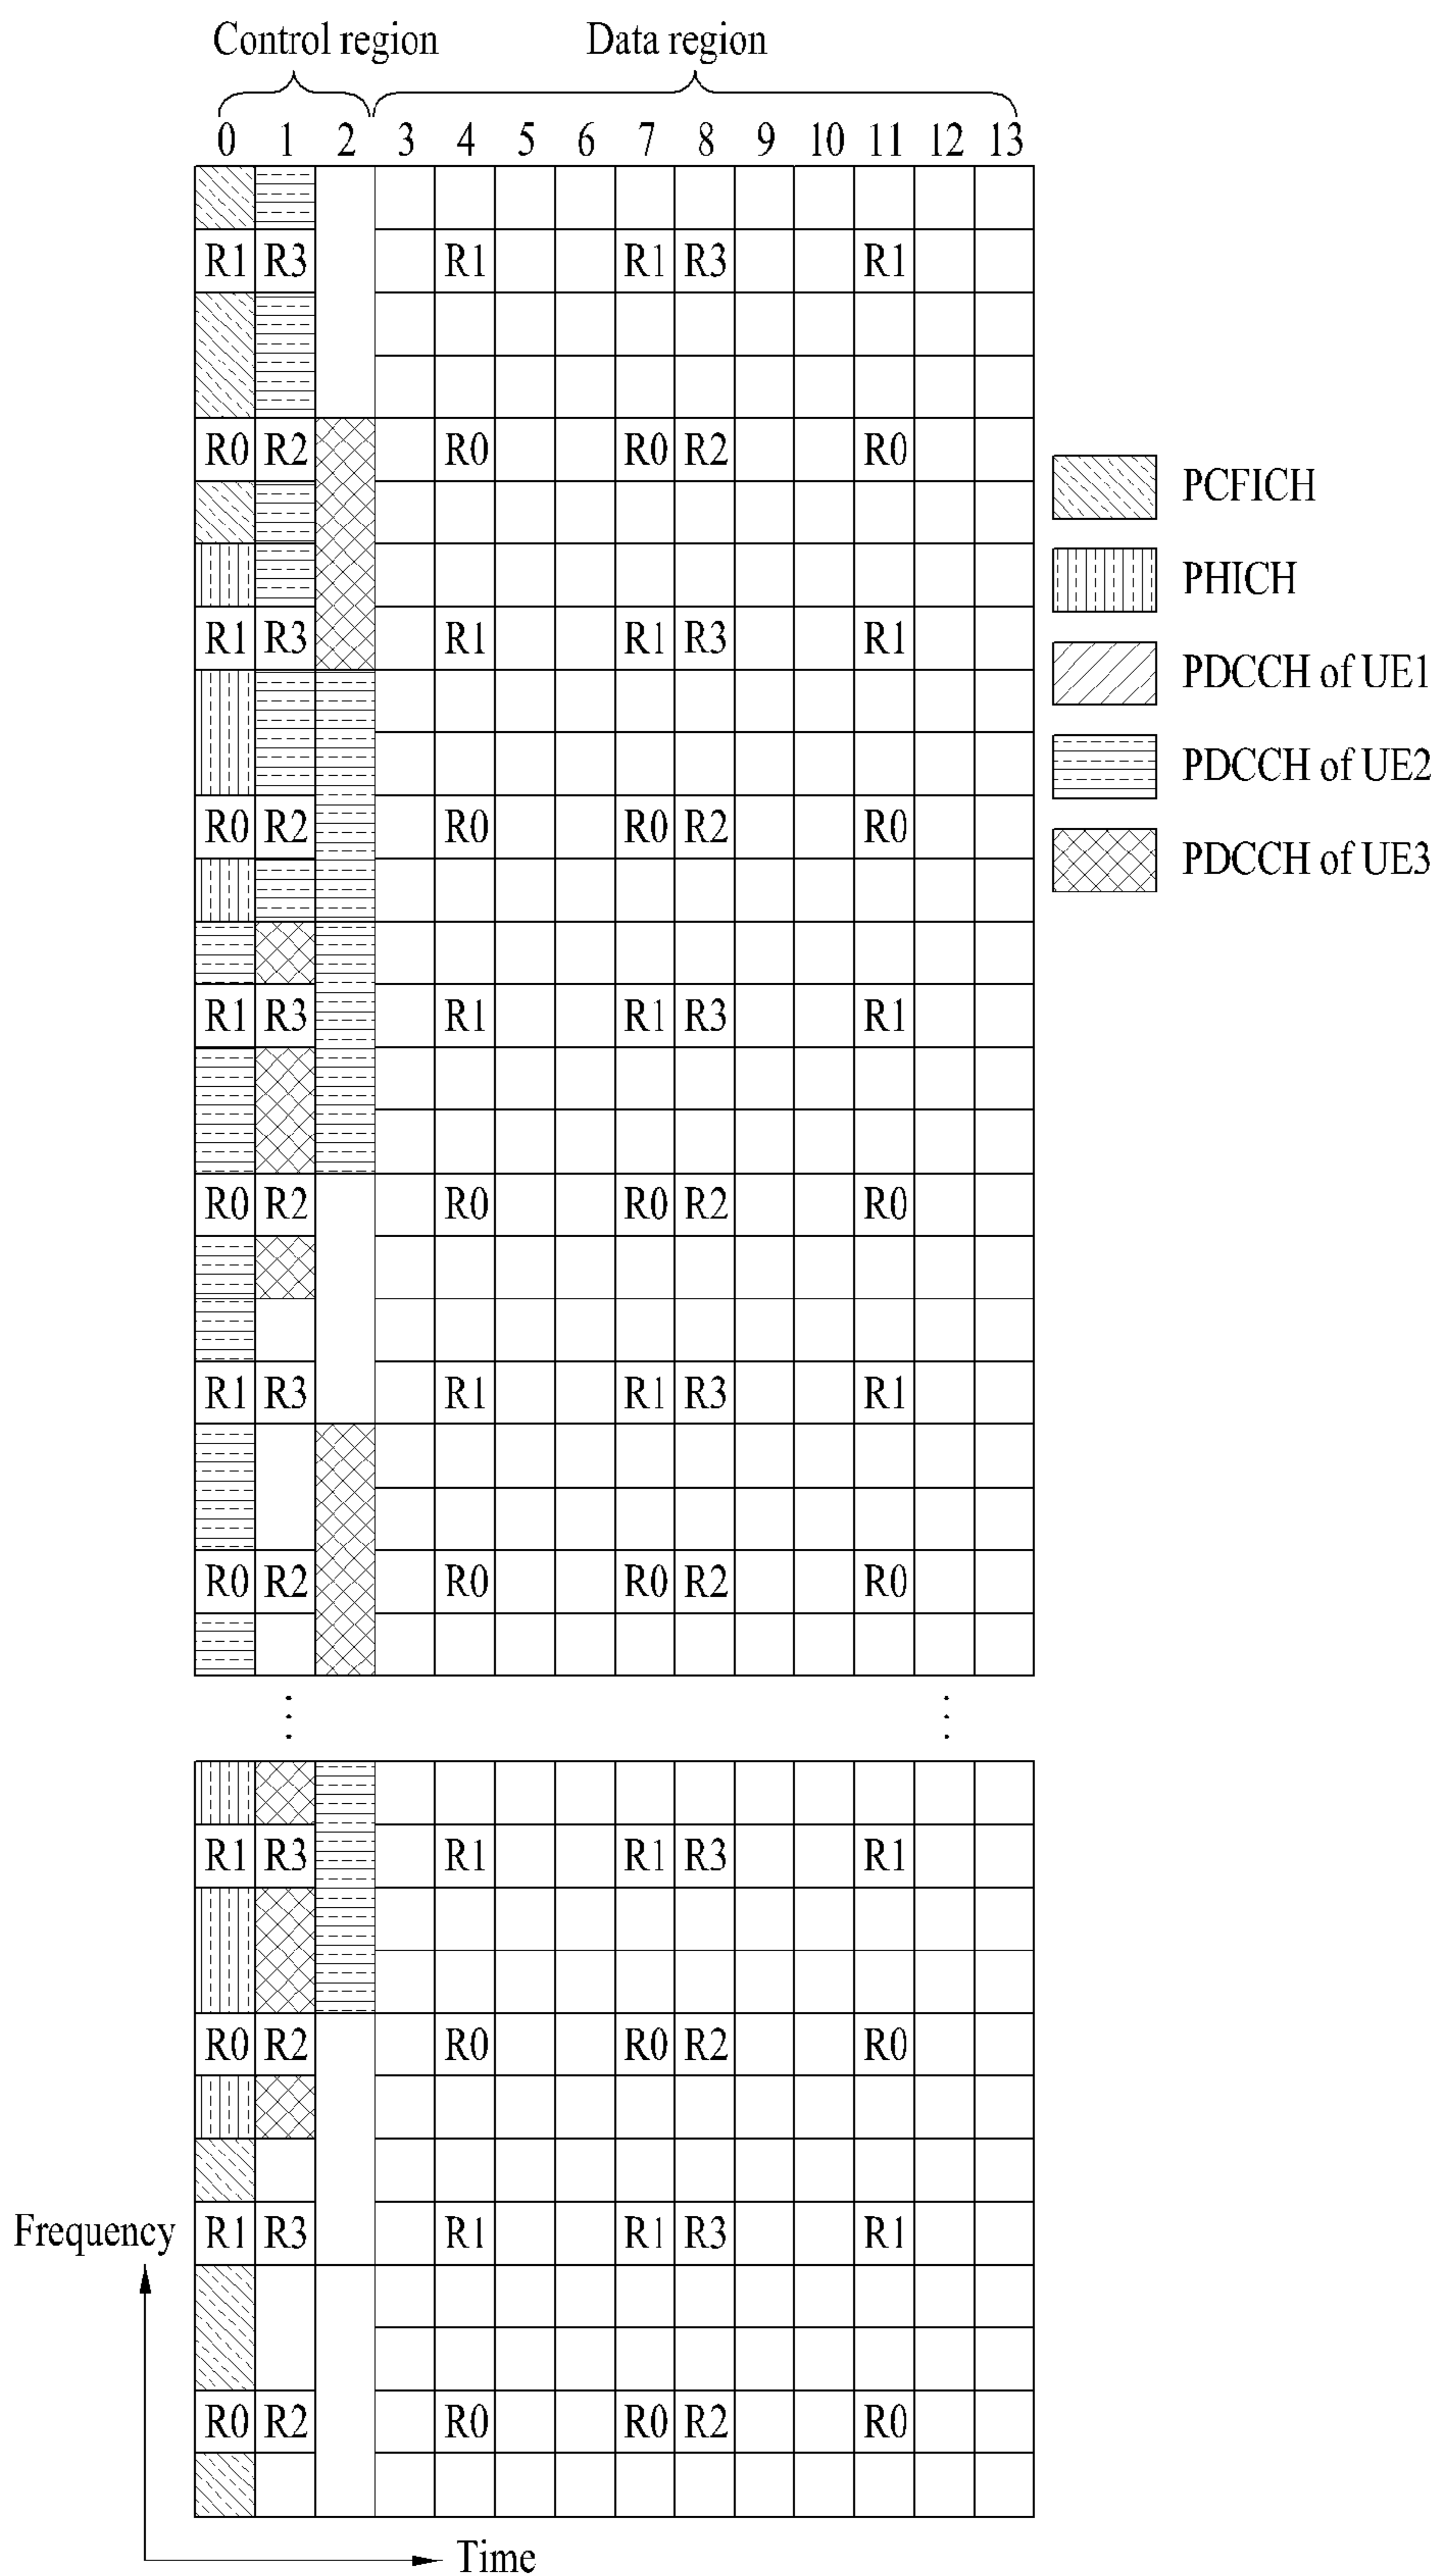 Control region Data region
0 1 2 3 4 5 6 7 8 9 10 11 12 13
R1 R3 R1 R1 R3 R1
R0 R2 R0 R0 R2 R0
PCFICH
PHICH
R1 R3 R1 R1 R3 R1
PDCCH of UE1
PDCCH of UE2
R0 R2 R0 R0 R2 R0
PDCCH of UE3
R1 R3 R1 R1 R3 R1
R0 R2 R0 R0 R2 R0
R1 R3 R1 R1 R3 R1
R0 R2 R0 R0 R2 R0
R1 R3 R1 R1 R3 R1
R0 R2 R0 R0 R2 R0
Frequency R1 R3 R1 R1 R3 R1
R0 R2 R0 R0 R2 R0
Time